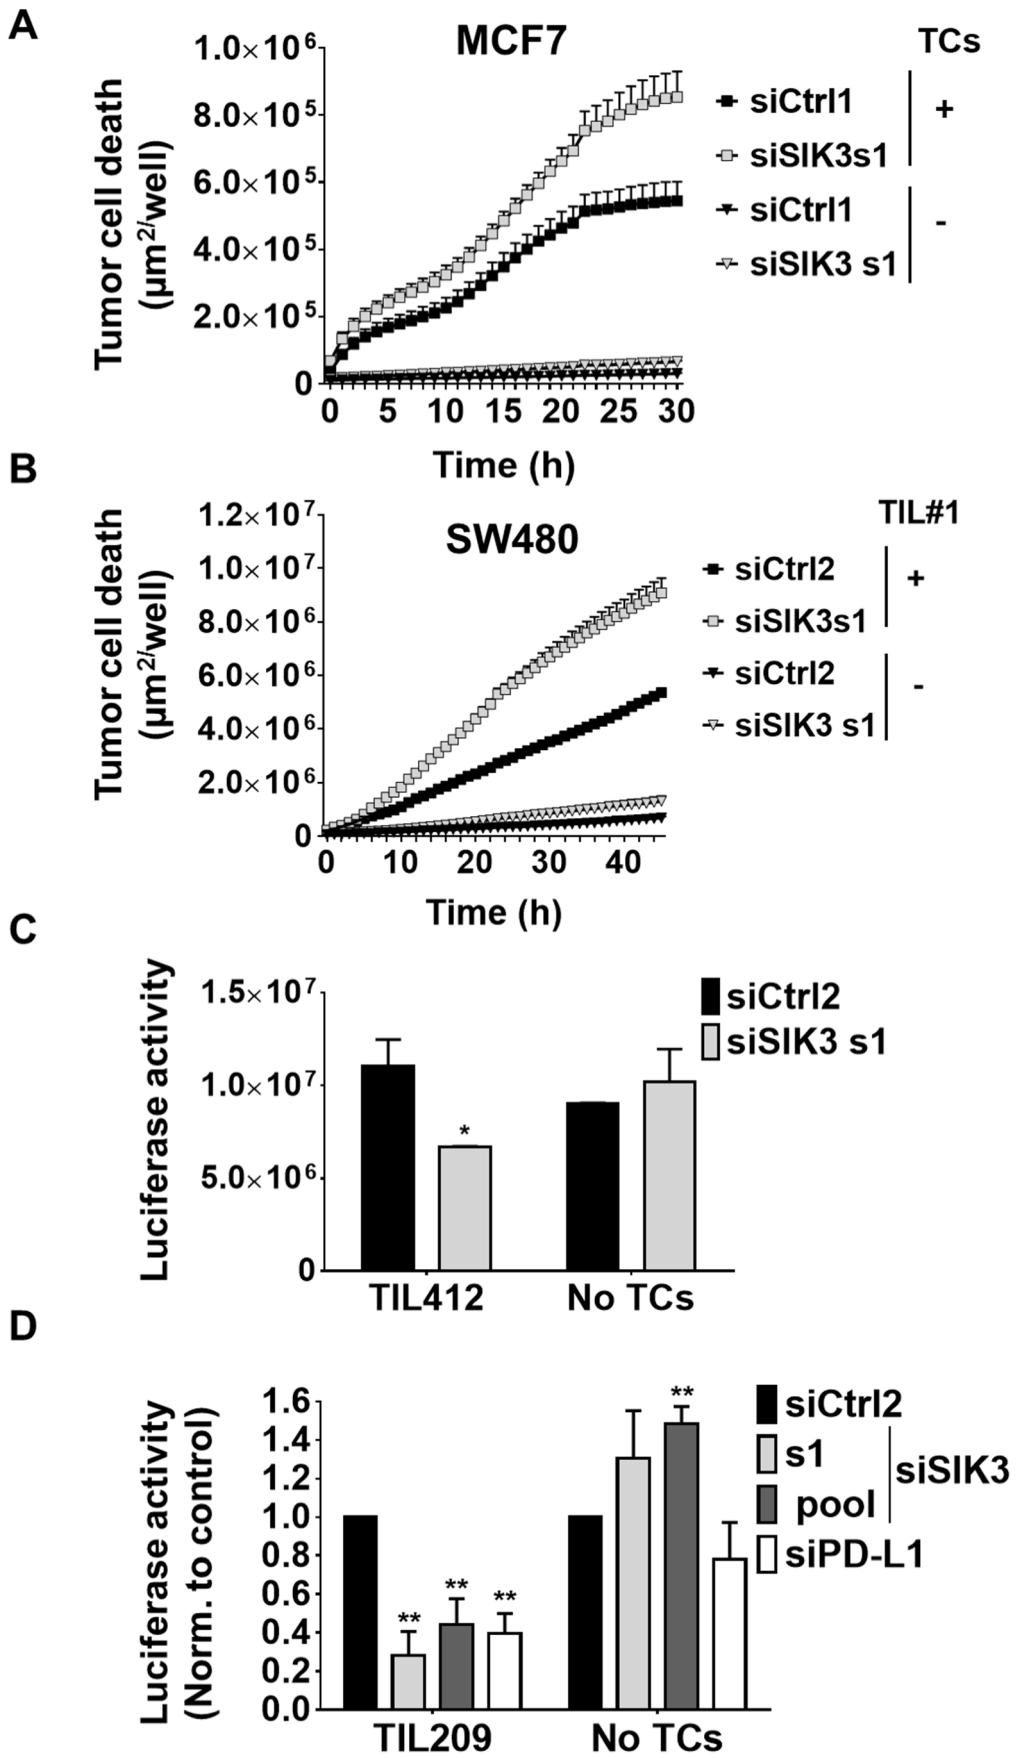 A
MCF7
TCs
Tumor cell death
(µm²/well)
1.0×10⁶
8.0×10⁵
6.0×10⁵
4.0×10⁵
2.0×10⁵
0
0 5 10 15 20 25 30
Time (h)
siCtrl1
siSIK3s1
+
siCtrl1
siSIK3 s1
-
B
SW480
TIL#1
Tumor cell death
(µm²/well)
1.2×10⁷
1.0×10⁷
8.0×10⁶
6.0×10⁶
4.0×10⁶
2.0×10⁶
0
0 10 20 30 40
Time (h)
siCtrl2
siSIK3s1
+
siCtrl2
siSIK3 s1
-
C
Luciferase activity
1.5×10⁷
1.0×10⁷
5.0×10⁶
0
*
TIL412 No TCs
siCtrl2
siSIK3 s1
D
Luciferase activity
(Norm. to control)
1.6
1.4
1.2
1.0
0.8
0.6
0.4
0.2
0.0
** ** ** **
TIL209 No TCs
siCtrl2
s1
pool
siSIK3
siPD-L1